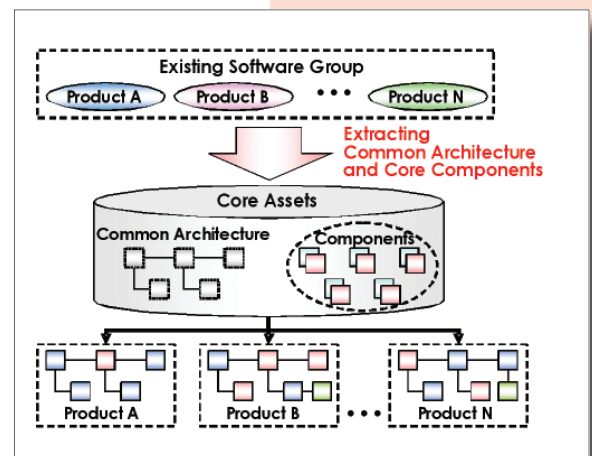 Existing Software Group
Product A Product B • • • Product N
Extracting
Common Architecture
and Core Components
Core Assets
Common Architecture
Components
Product A Product B • • • Product N